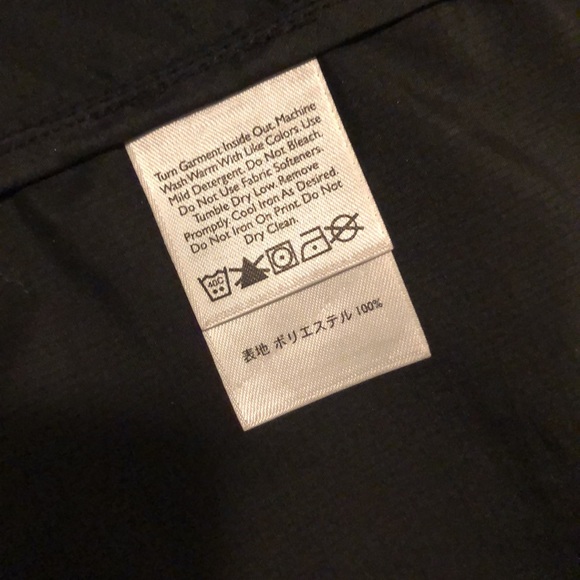 Turn Garment Inside Out. Machine
Wash Warm With Like Colors. Use
Mild Detergent. Do Not Bleach.
Do Not Use Fabric Softeners.
Tumble Dry Low. Remove
Promptly. Cool Iron As Desired.
Do Not Iron On Print. Do Not
Dry Clean.
40C
表地 ポリエステル 100%